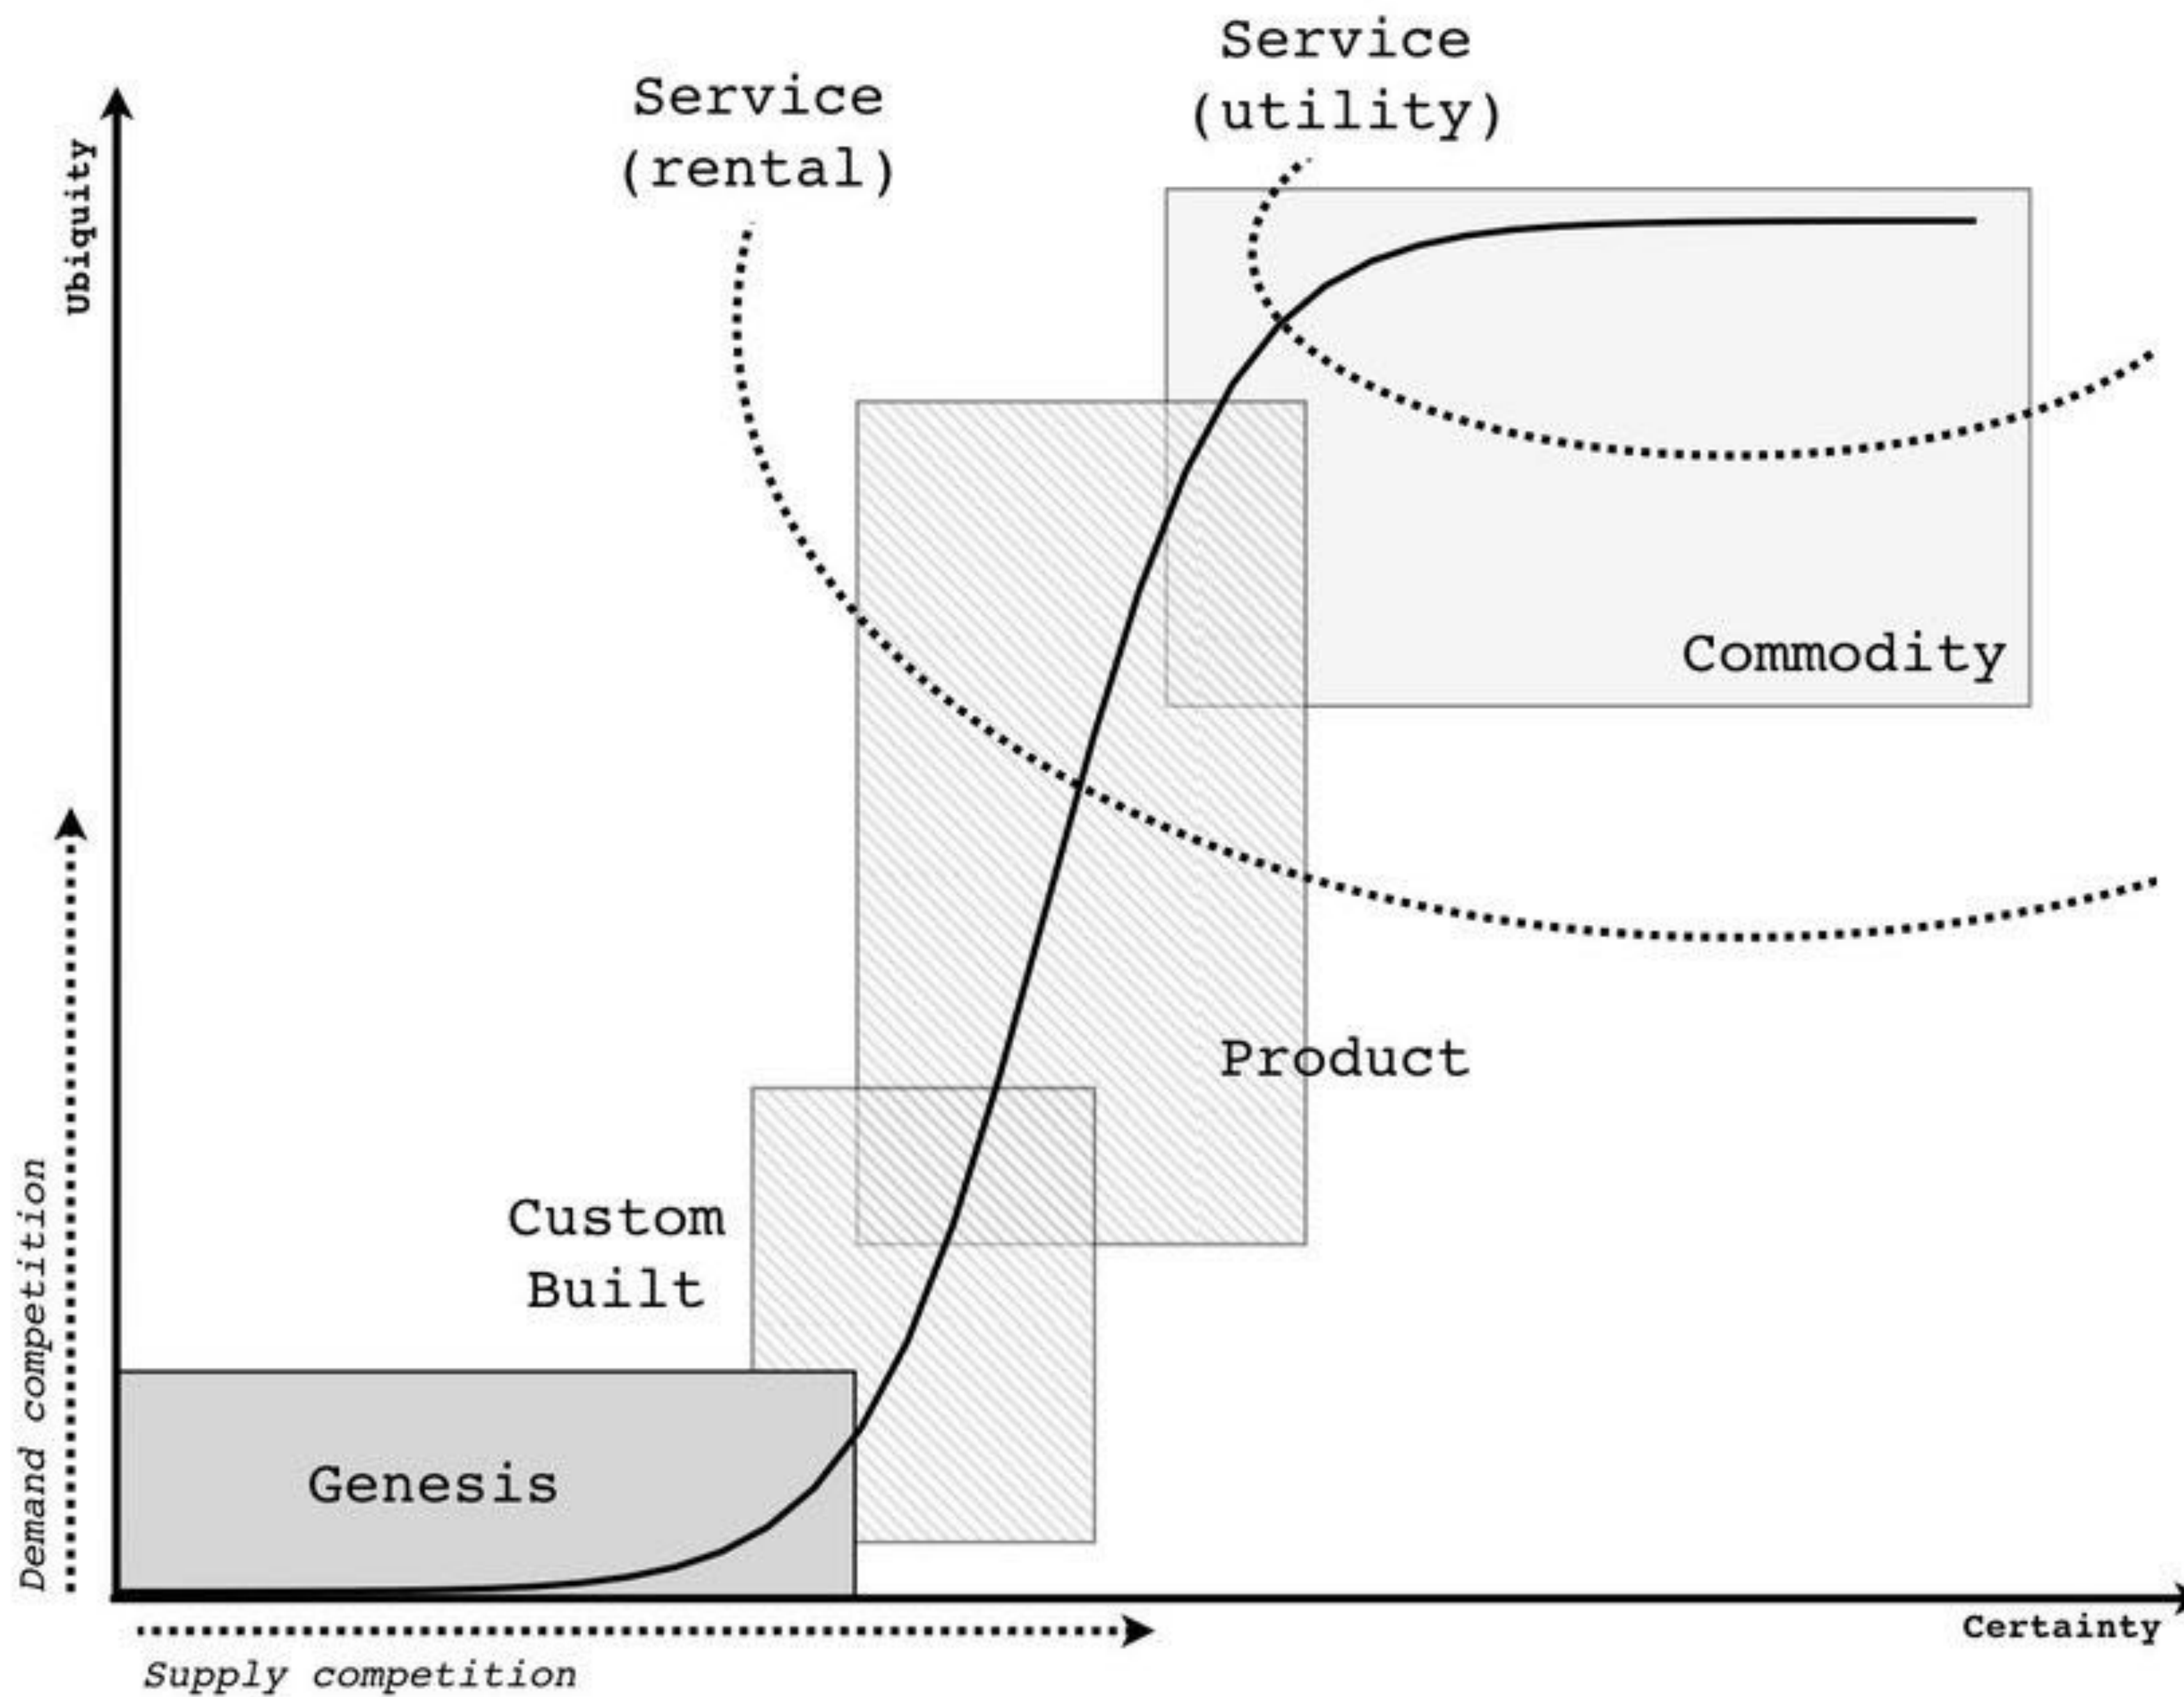 Service
(utility)
Service
(rental)
Ubiquity
Commodity
Product
Custom
Built
Demand competition
Genesis
Certainty
Supply competition